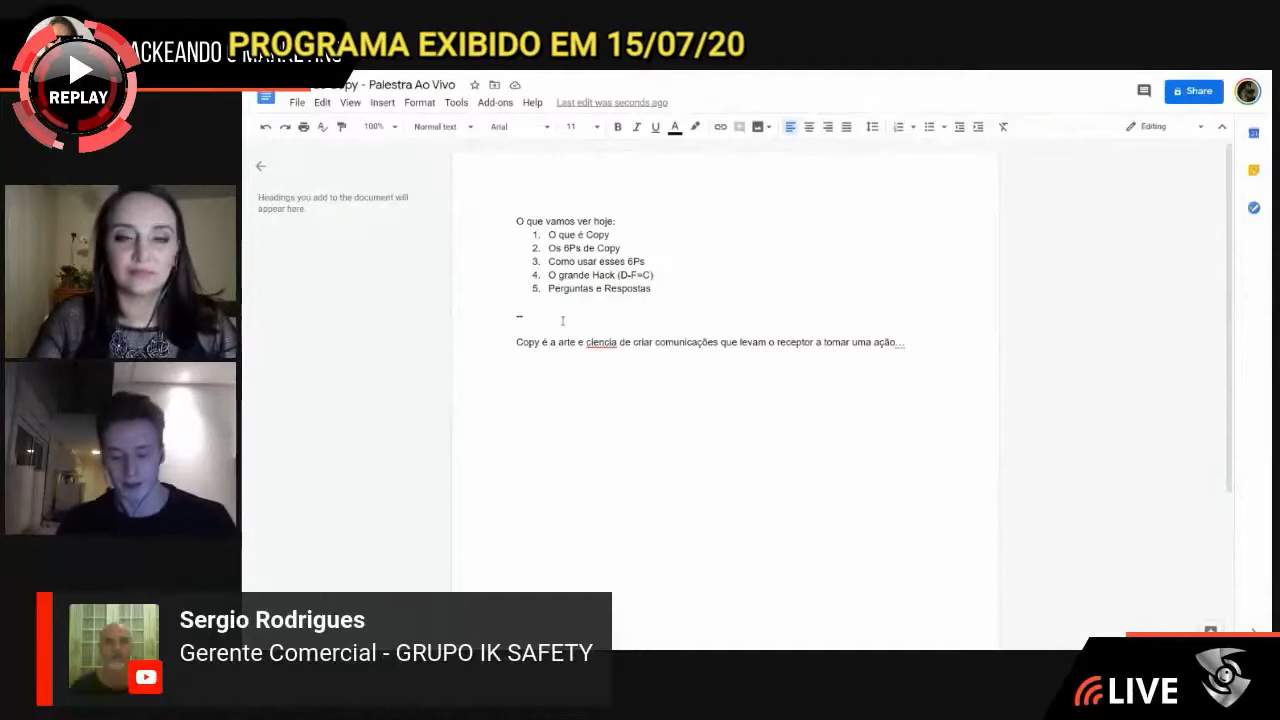 PROGRAMA EXIBIDO EM 15/07/20
REPLAY
Copy - Palestra Ao Vivo
File Edit View Insert Format Tools Add-ons Help Last edit was seconds ago
Share
100% Normal text Arial 11 B I U A Editing
Headings you add to the document will
appear here.
O que vamos ver hoje:
1. O que é Copy
2. Os 6Ps de Copy
3. Como usar esses 6Ps
4. O grande Hack (D-F=C)
5. Perguntas e Respostas
--
Copy é a arte e ciencia de criar comunicações que levam o receptor a tomar uma ação...
Sergio Rodrigues
Gerente Comercial - GRUPO IK SAFETY
LIVE